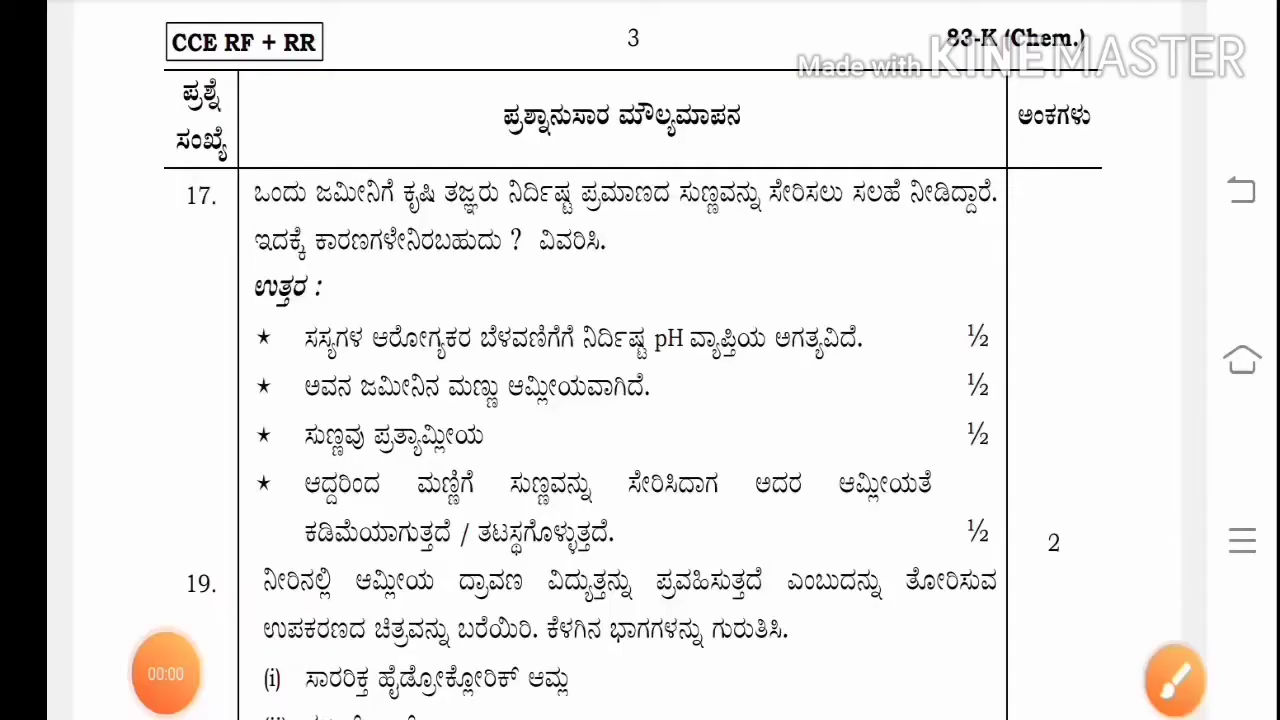 CCE RF + RR
3
83-K (Chem.)
Made with KINEMASTER
ಪ್ರಶ್ನೆ
ಸಂಖ್ಯೆ
ಪ್ರಶ್ನಾನುಸಾರ ಮೌಲ್ಯಮಾಪನ
ಅಂಕಗಳು
17. ಒಂದು ಜಮೀನಿಗೆ ಕೃಷಿ ತಜ್ಞರು ನಿರ್ದಿಷ್ಟ ಪ್ರಮಾಣದ ಸುಣ್ಣವನ್ನು ಸೇರಿಸಲು ಸಲಹೆ ನೀಡಿದ್ದಾರೆ.
ಇದಕ್ಕೆ ಕಾರಣಗಳೇನಿರಬಹುದು ? ವಿವರಿಸಿ.
ಉತ್ತರ :
★ ಸಸ್ಯಗಳ ಆರೋಗ್ಯಕರ ಬೆಳವಣಿಗೆಗೆ ನಿರ್ದಿಷ್ಟ pH ವ್ಯಾಪ್ತಿಯ ಅಗತ್ಯವಿದೆ. ½
★ ಅವನ ಜಮೀನಿನ ಮಣ್ಣು ಆಮ್ಲೀಯವಾಗಿದೆ. ½
★ ಸುಣ್ಣವು ಪ್ರತ್ಯಾಮ್ಲೀಯ ½
★ ಆದ್ದರಿಂದ ಮಣ್ಣಿಗೆ ಸುಣ್ಣವನ್ನು ಸೇರಿಸಿದಾಗ ಅದರ ಆಮ್ಲೀಯತೆ
ಕಡಿಮೆಯಾಗುತ್ತದೆ / ತಟಸ್ಥಗೊಳ್ಳುತ್ತದೆ. ½ 2
19. ನೀರಿನಲ್ಲಿ ಆಮ್ಲೀಯ ದ್ರಾವಣ ವಿದ್ಯುತ್ತನ್ನು ಪ್ರವಹಿಸುತ್ತದೆ ಎಂಬುದನ್ನು ತೋರಿಸುವ
ಉಪಕರಣದ ಚಿತ್ರವನ್ನು ಬರೆಯಿರಿ. ಕೆಳಗಿನ ಭಾಗಗಳನ್ನು ಗುರುತಿಸಿ.
(i) ಸಾರರಿಕ್ತ ಹೈಡ್ರೋಕ್ಲೋರಿಕ್ ಆಮ್ಲ
00:00